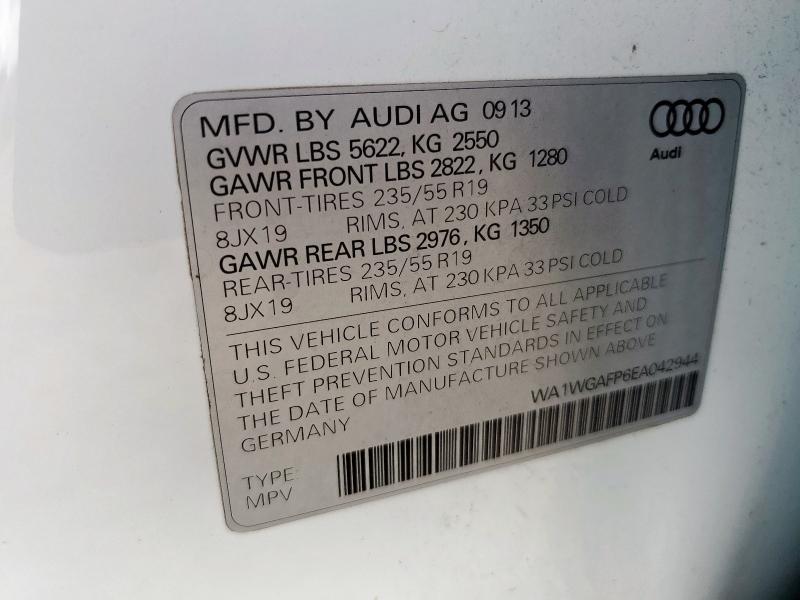 MFD. BY AUDI AG 09 13
GVWR LBS 5622, KG 2550
GAWR FRONT LBS 2822, KG 1280
FRONT-TIRES 235/55 R19
8JX19 RIMS, AT 230 KPA 33 PSI COLD
GAWR REAR LBS 2976, KG 1350
REAR-TIRES 235/55 R19
8JX19 RIMS, AT 230 KPA 33 PSI COLD
THIS VEHICLE CONFORMS TO ALL APPLICABLE
U.S. FEDERAL MOTOR VEHICLE SAFETY AND
THEFT PREVENTION STANDARDS IN EFFECT ON
THE DATE OF MANUFACTURE SHOWN ABOVE
GERMANY
WA1WGAFP6EA042944
TYPE
MPV
Audi